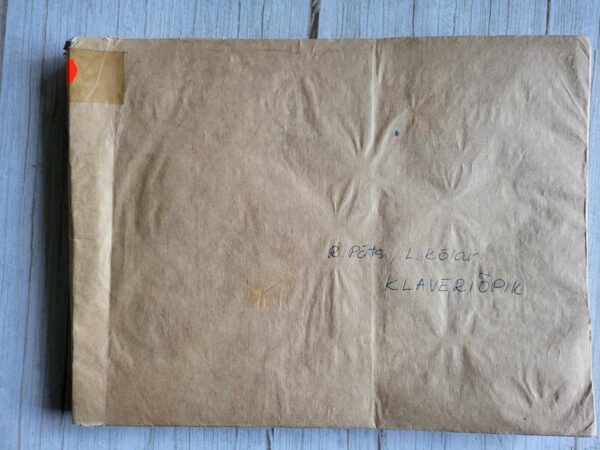 R. Päts, L. Kõlar
KLAVERIÕPIK